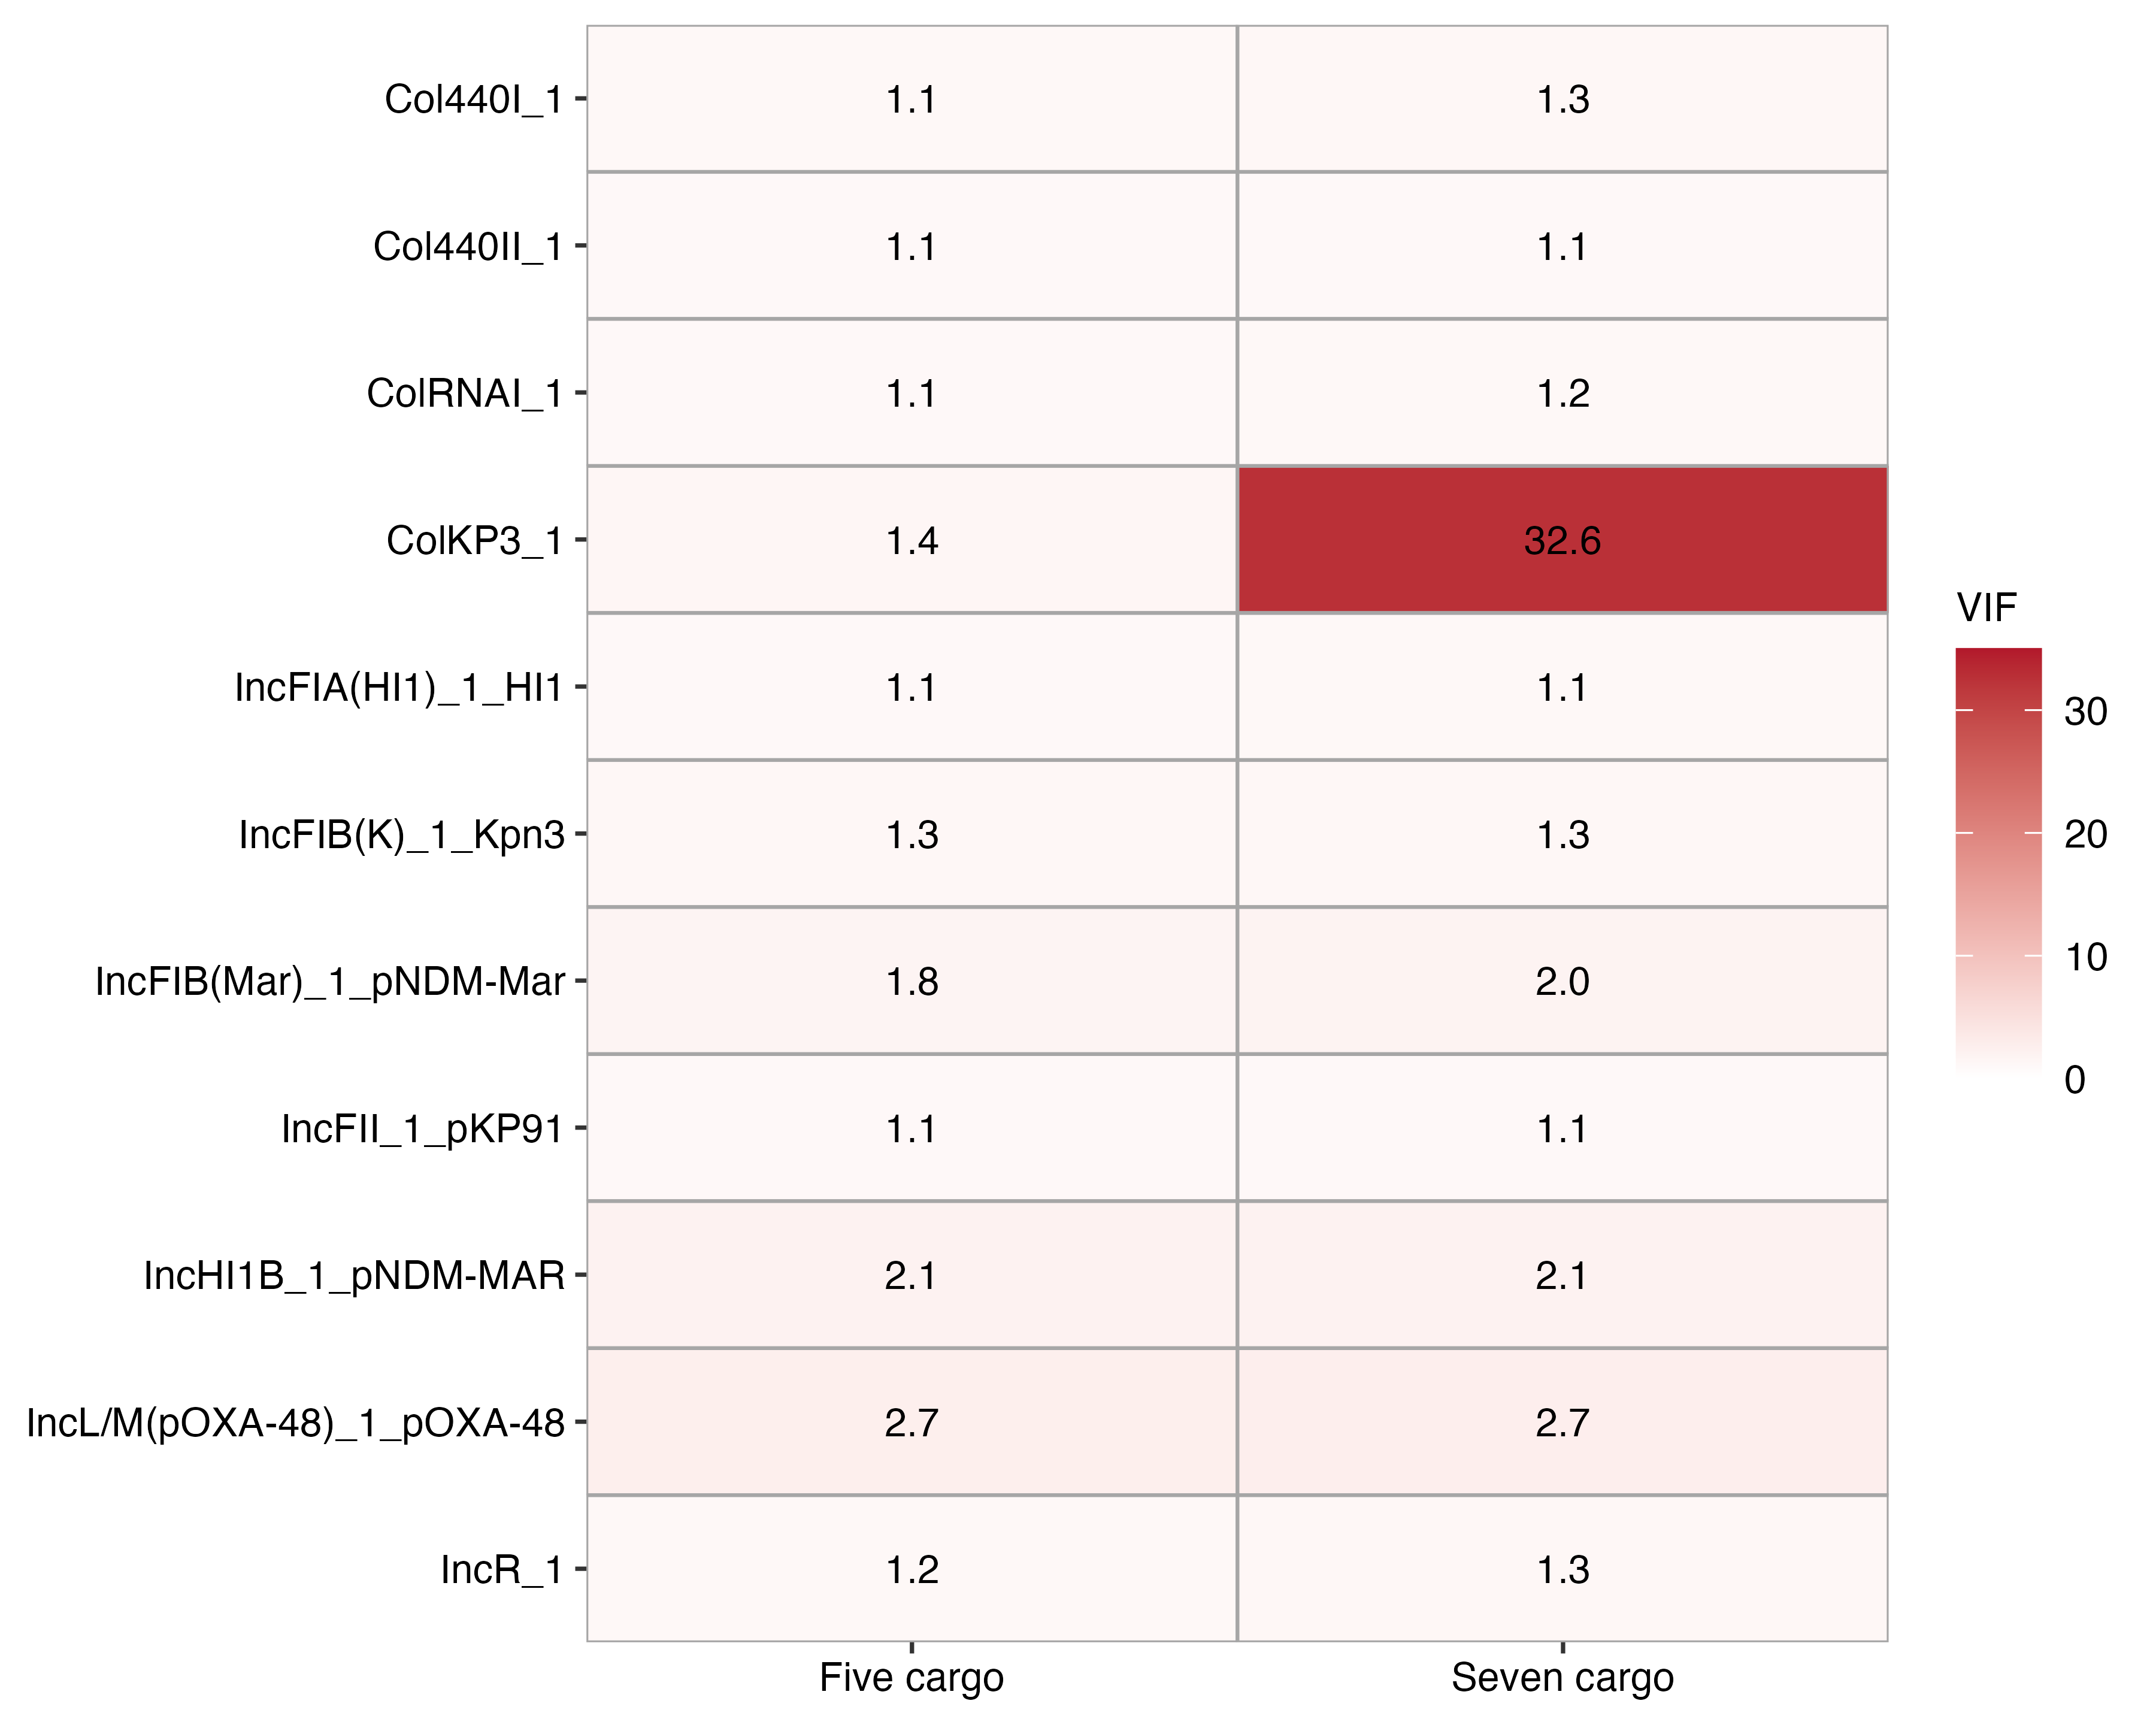 Col440I_1 1.1 1.3
Col440II_1 1.1 1.1
ColRNAI_1 1.1 1.2
ColKP3_1 1.4 32.6
IncFIA(HI1)_1_HI1 1.1 1.1
IncFIB(K)_1_Kpn3 1.3 1.3
IncFIB(Mar)_1_pNDM-Mar 1.8 2.0
IncFII_1_pKP91 1.1 1.1
IncHI1B_1_pNDM-MAR 2.1 2.1
IncL/M(pOXA-48)_1_pOXA-48 2.7 2.7
IncR_1 1.2 1.3
Five cargo Seven cargo
VIF
30
20
10
0